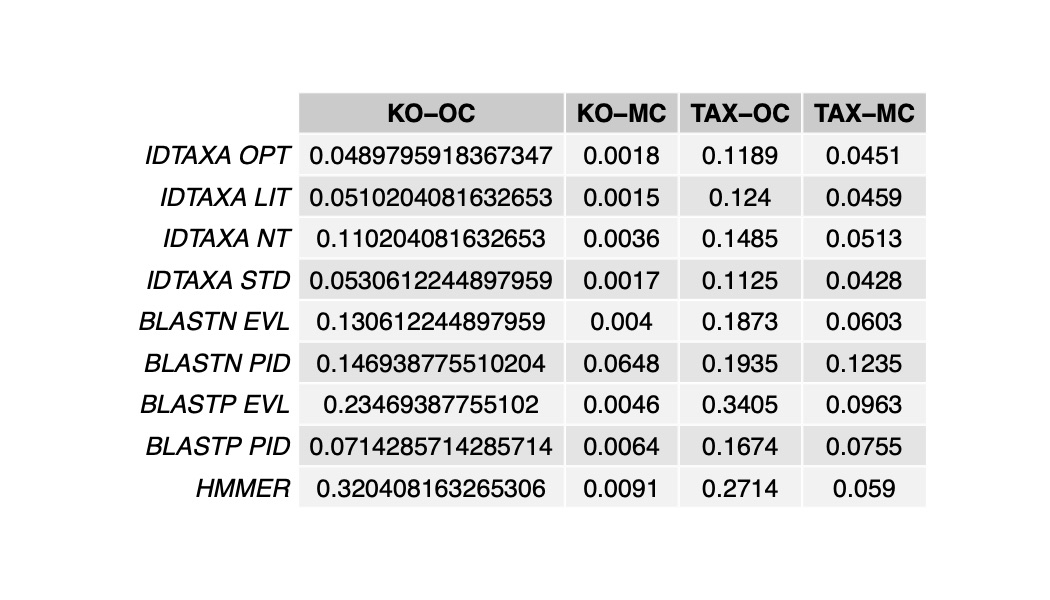 KO–OC KO–MC TAX–OC TAX–MC
IDTAXA OPT 0.0489795918367347 0.0018 0.1189 0.0451
IDTAXA LIT 0.0510204081632653 0.0015 0.124 0.0459
IDTAXA NT 0.110204081632653 0.0036 0.1485 0.0513
IDTAXA STD 0.0530612244897959 0.0017 0.1125 0.0428
BLASTN EVL 0.130612244897959 0.004 0.1873 0.0603
BLASTN PID 0.146938775510204 0.0648 0.1935 0.1235
BLASTP EVL 0.23469387755102 0.0046 0.3405 0.0963
BLASTP PID 0.0714285714285714 0.0064 0.1674 0.0755
HMMER 0.320408163265306 0.0091 0.2714 0.059